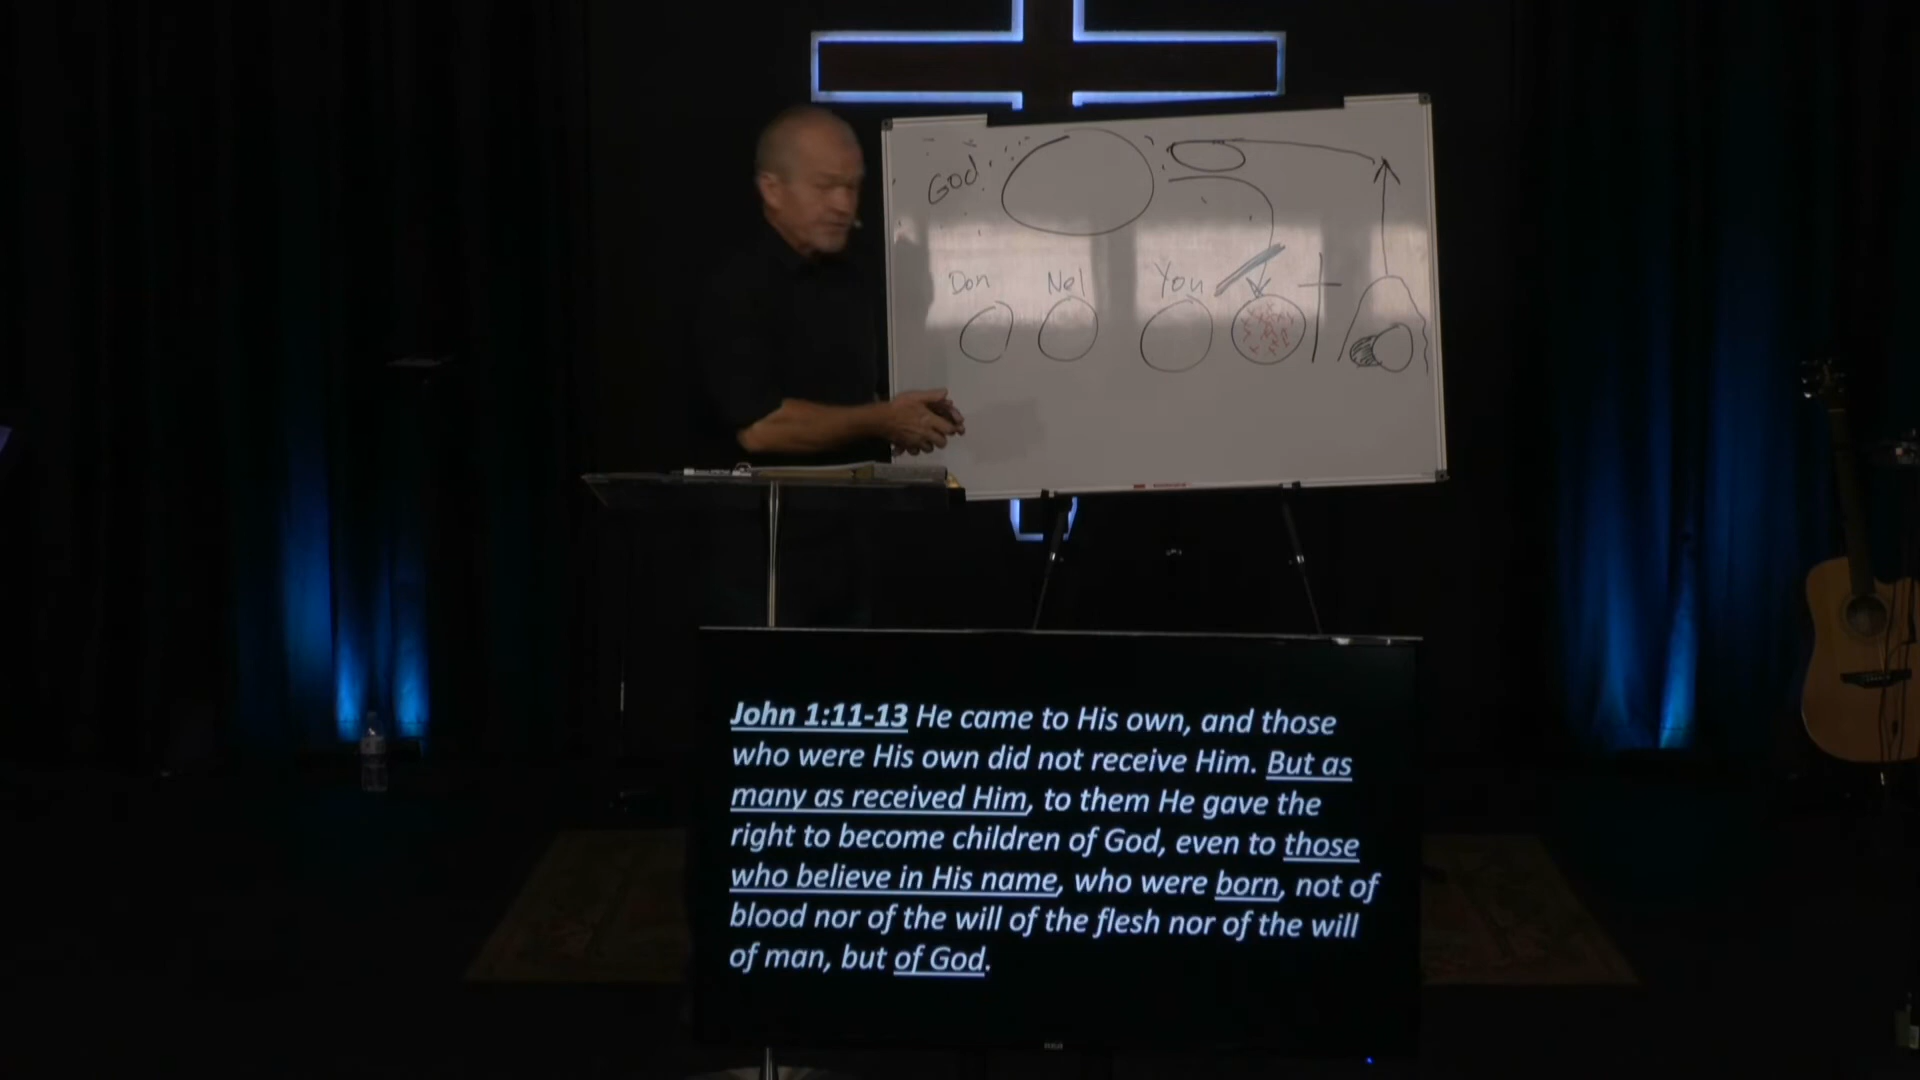 God
Don Nel You
John 1:11-13 He came to His own, and those
who were His own did not receive Him. But as
many as received Him, to them He gave the
right to become children of God, even to those
who believe in His name, who were born, not of
blood nor of the will of the flesh nor of the will
of man, but of God.